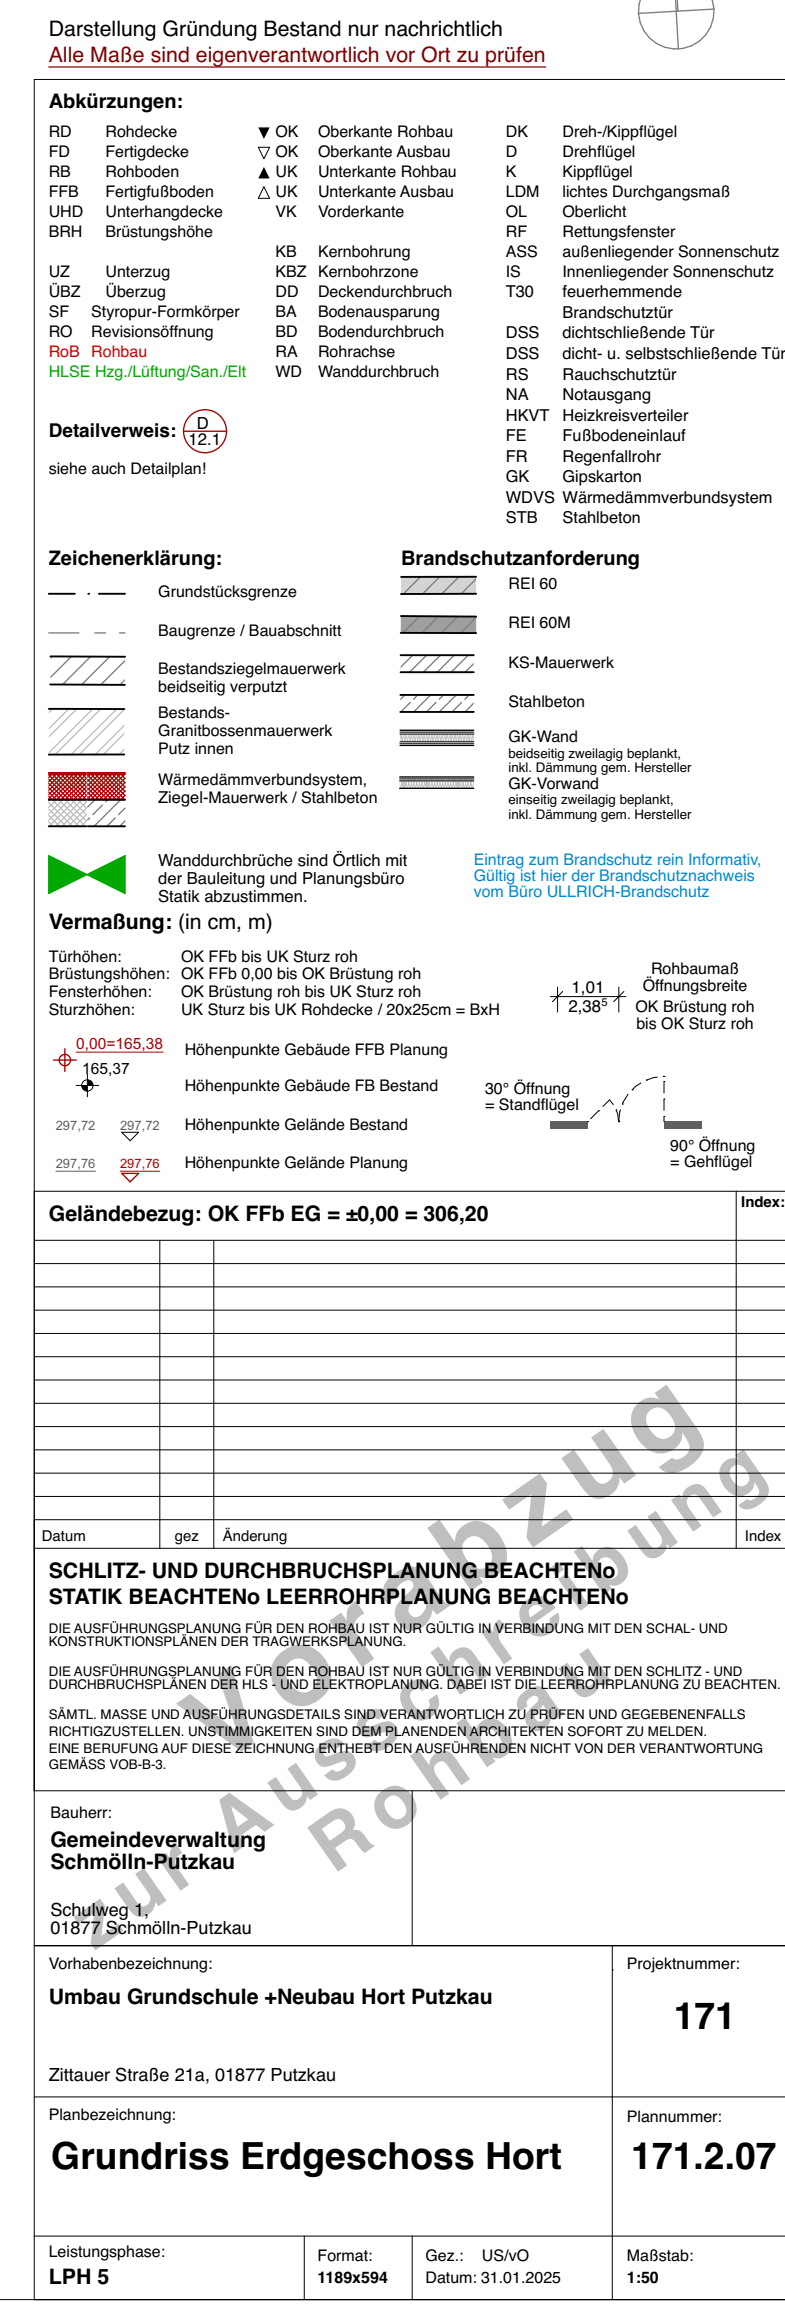 Darstellung Gründung Bestand nur nachrichtlich
Alle Maße sind eigenverantwortlich vor Ort zu prüfen
Abkürzungen:
RD Rohdecke
FD Fertigdecke
RB Rohboden
FFB Fertigfußboden
UHD Unterhangdecke
BRH Brüstungshöhe
UZ Unterzug
ÜBZ Überzug
SF Styropur-Formkörper
RO Revisionsöffnung
RoB Rohbau
HLSE Hzg./Lüftung/San./Elt
▼ OK Oberkante Rohbau
▽ OK Oberkante Ausbau
▲ UK Unterkante Rohbau
△ UK Unterkante Ausbau
VK Vorderkante
KB Kernbohrung
KBZ Kernbohrzone
DD Deckendurchbruch
BA Bodenausparung
BD Bodendurchbruch
RA Rohrachse
WD Wanddurchbruch
DK Dreh-/Kippflügel
D Drehflügel
K Kippflügel
LDM lichtes Durchgangsmaß
OL Oberlicht
RF Rettungsfenster
ASS außenliegender Sonnenschutz
IS Innenliegender Sonnenschutz
T30 feuerhemmende
Brandschutztür
DSS dichtschließende Tür
DSS dicht- u. selbstschließende Tür
RS Rauchschutztür
NA Notausgang
HKVT Heizkreisverteiler
FE Fußbodeneinlauf
FR Regenfallrohr
GK Gipskarton
WDVS Wärmedämmverbundsystem
STB Stahlbeton
Detailverweis: D
12.1
siehe auch Detailplan!
Zeichenerklärung:
Grundstücksgrenze
Baugrenze / Bauabschnitt
Bestandsziegelmauerwerk
beidseitig verputzt
Bestands-
Granitbossenmauerwerk
Putz innen
Wärmedämmverbundsystem,
Ziegel-Mauerwerk / Stahlbeton
Wanddurchbrüche sind Örtlich mit
der Bauleitung und Planungsbüro
Statik abzustimmen.
Brandschutzanforderung
REI 60
REI 60M
KS-Mauerwerk
Stahlbeton
GK-Wand
beidseitig zweilagig beplankt,
inkl. Dämmung gem. Hersteller
GK-Vorwand
einseitig zweilagig beplankt,
inkl. Dämmung gem. Hersteller
Eintrag zum Brandschutz rein Informativ,
Gültig ist hier der Brandschutznachweis
vom Büro ULLRICH-Brandschutz
Vermaßung: (in cm, m)
Türhöhen: OK FFb bis UK Sturz roh
Brüstungshöhen: OK FFb 0,00 bis OK Brüstung roh
Fensterhöhen: OK Brüstung roh bis UK Sturz roh
Sturzhöhen: UK Sturz bis UK Rohdecke / 20x25cm = BxH
1,01
2,38⁵
Rohbaumaß
Öffnungsbreite
OK Brüstung roh
bis OK Sturz roh
0,00=165,38 Höhenpunkte Gebäude FFB Planung
165,37 Höhenpunkte Gebäude FB Bestand
297,72 297,72 Höhenpunkte Gelände Bestand
297,76 297,76 Höhenpunkte Gelände Planung
30° Öffnung
= Standflügel
90° Öffnung
= Gehflügel
Geländebezug: OK FFb EG = ±0,00 = 306,20
Index:
Datum gez Änderung Index
SCHLITZ- UND DURCHBRUCHSPLANUNG BEACHTENo
STATIK BEACHTENo LEERROHRPLANUNG BEACHTENo
DIE AUSFÜHRUNGSPLANUNG FÜR DEN ROHBAU IST NUR GÜLTIG IN VERBINDUNG MIT DEN SCHAL- UND
KONSTRUKTIONSPLÄNEN DER TRAGWERKSPLANUNG.
DIE AUSFÜHRUNGSPLANUNG FÜR DEN ROHBAU IST NUR GÜLTIG IN VERBINDUNG MIT DEN SCHLITZ - UND
DURCHBRUCHSPLÄNEN DER HLS - UND ELEKTROPLANUNG. DABEI IST DIE LEERROHRPLANUNG ZU BEACHTEN.
SÄMTL. MASSE UND AUSFÜHRUNGSDETAILS SIND VERANTWORTLICH ZU PRÜFEN UND GEGEBENENFALLS
RICHTIGZUSTELLEN. UNSTIMMIGKEITEN SIND DEM PLANENDEN ARCHITEKTEN SOFORT ZU MELDEN.
EINE BERUFUNG AUF DIESE ZEICHNUNG ENTHEBT DEN AUSFÜHRENDEN NICHT VON DER VERANTWORTUNG
GEMÄSS VOB-B-3.
Vorabzug
zur Ausschreibung
Rohbau
Bauherr:
Gemeindeverwaltung
Schmölln-Putzkau
Schulweg 1,
01877 Schmölln-Putzkau
Vorhabenbezeichnung:
Umbau Grundschule +Neubau Hort Putzkau
Zittauer Straße 21a, 01877 Putzkau
Projektnummer:
171
Planbezeichnung:
Grundriss Erdgeschoss Hort
Plannummer:
171.2.07
Leistungsphase:
LPH 5
Format:
1189x594
Gez.: US/vO
Datum: 31.01.2025
Maßstab:
1:50